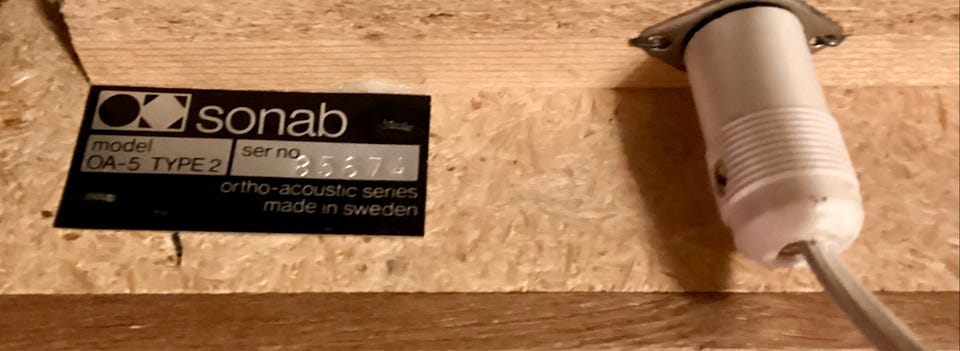 sonab
model
OA-5 TYPE 2
ser no
ortho-acoustic series
made in sweden